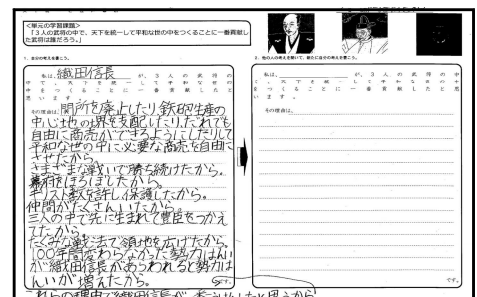 <単元の学習課題>
「3人の武将の中で、天下を統一して平和な世の中をつくることに一番貢献した武将は誰だろう。」
1. 自分の考えを書こう。
私は、織田信長が、3人の武将の中で、天下を統一して平和な世の中をつくることに一番貢献したと思います。
その理由は、関所を廃止したり鉄砲生産の
中心地の堺を支配したり、だれでも
自由に商売ができるようにしたりして
平和な世の中に必要な商売を自由に
させたから。
さまざまな戦いで勝ち続けたから。
幕府をほろぼしたから。
キリスト教を許し、保護したから。
仲間がたくさんいたから。
三人の中で先に生まれて豊臣をつかえ
てたから。
たくみな戦法で領地を広げたから。
100年間変わらなかった勢力はんい
が織田信長があらわれると勢力は
んいが増えたから。
です。
これらの理由で織田信長が
と思うから
2. 他の人の考えを聞いて、新たに自分の考えを書こう。
私は、が、3人の武将の中
で、天下を統一して平和な世の中
をつくることに一番貢献したと思
います。
その理由は、
です。